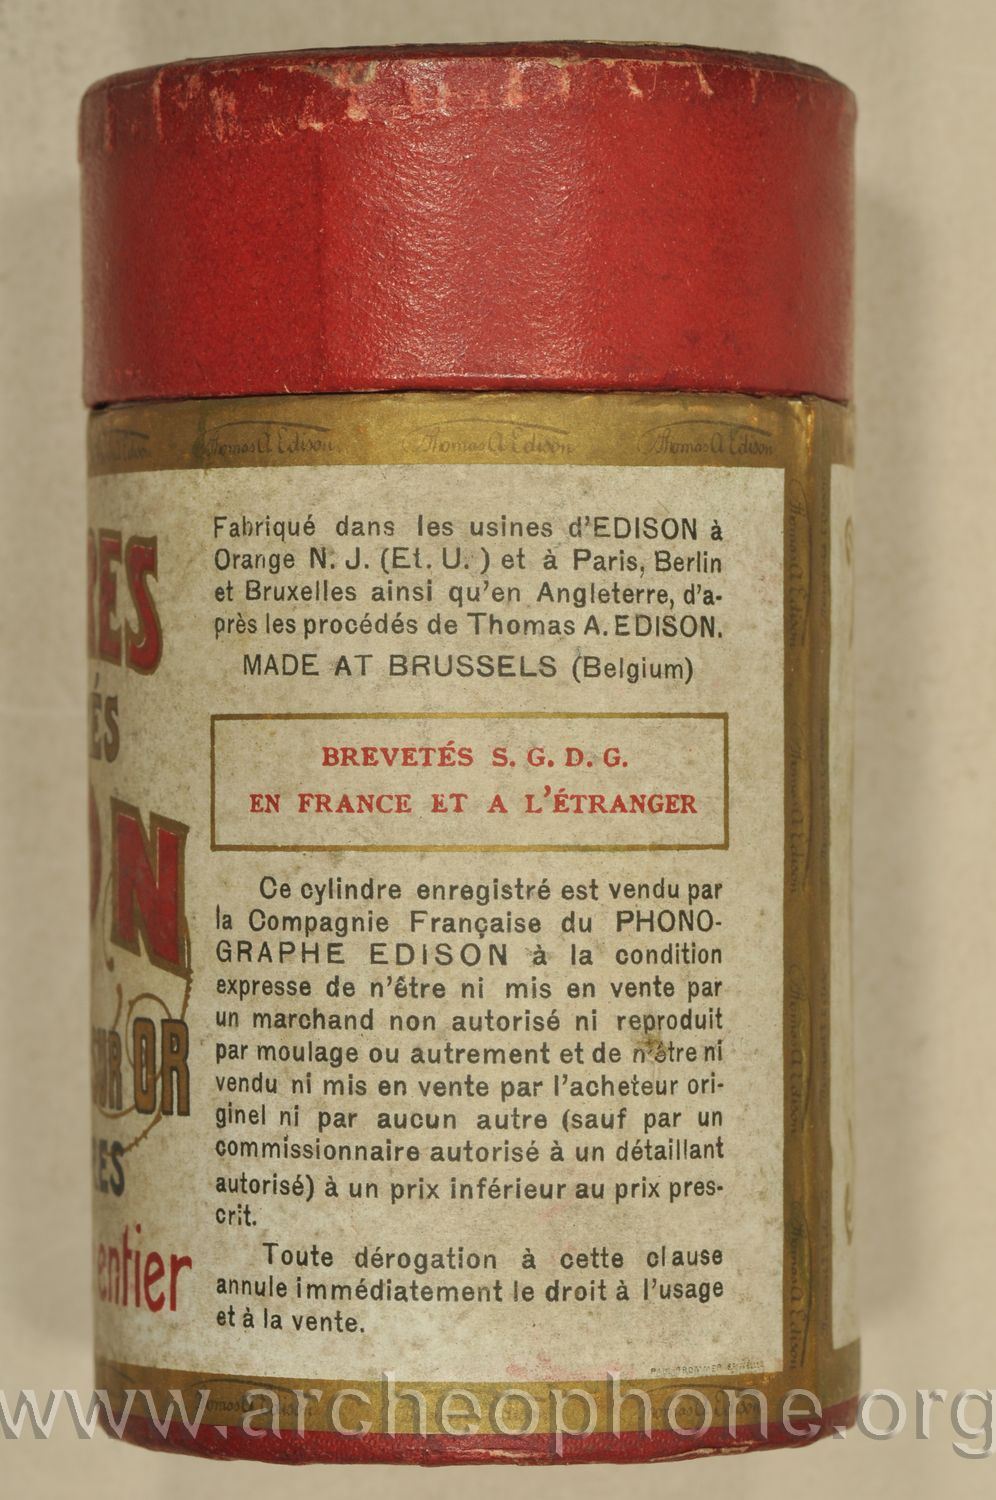 Thomas A. Edison Thomas A. Edison Thomas A. Edison
Fabriqué dans les usines d'EDISON à
Orange N. J. (Et. U. ) et à Paris, Berlin
et Bruxelles ainsi qu'en Angleterre, d'a-
près les procédés de Thomas A. EDISON.
MADE AT BRUSSELS (Belgium)
BREVETÉS S. G. D. G.
EN FRANCE ET A L'ÉTRANGER
Ce cylindre enregistré est vendu par
la Compagnie Française du PHONO-
GRAPHE EDISON à la condition
expresse de n'être ni mis en vente par
un marchand non autorisé ni reproduit
par moulage ou autrement et de n'être ni
vendu ni mis en vente par l'acheteur ori-
ginel ni par aucun autre (sauf par un
commissionnaire autorisé à un détaillant
autorisé) à un prix inférieur au prix pres-
crit.
Toute dérogation à cette clause
annule immédiatement le droit à l'usage
et à la vente.
OR
www.archeophone.org